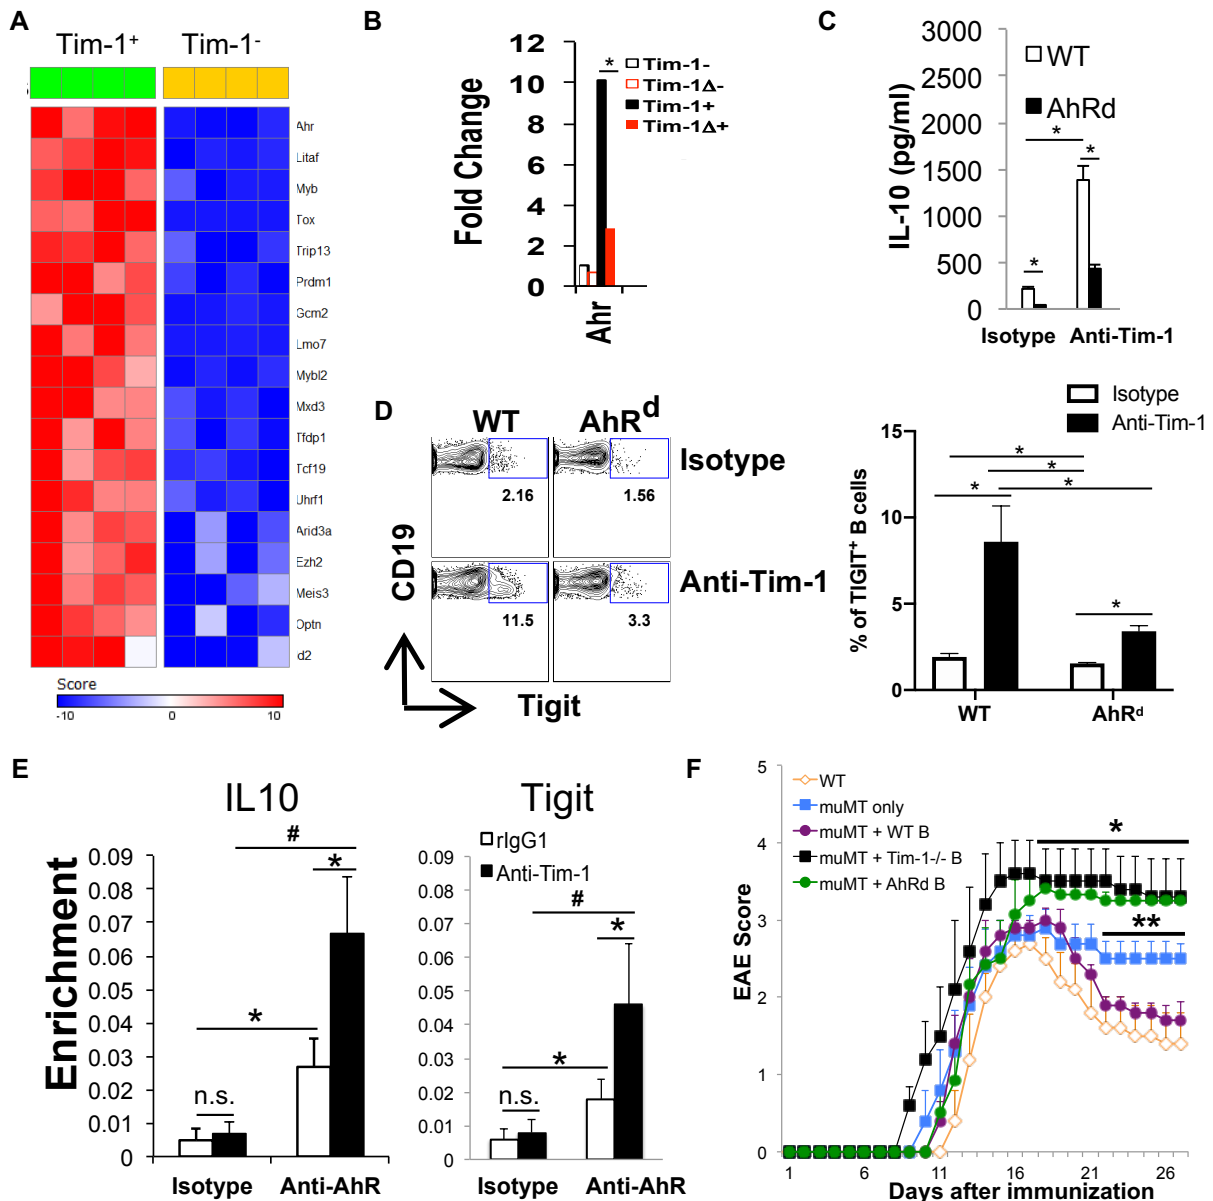 A
Tim-1+
Tim-1-
Ahr
Litaf
Myb
Tox
Trip13
Prdm1
Gcm2
Lmo7
Mybl2
Mxd3
Tfdp1
Tcf19
Uhrf1
Arid3a
Ezh2
Meis3
Optn
d2
Score
-10
0
10
B
Fold Change
12
10
8
6
4
2
0
*
Tim-1-
Tim-1Δ-
Tim-1+
Tim-1Δ+
Ahr
C
IL-10 (pg/ml)
3000
2500
2000
1500
1000
500
0
WT
AhRd
*
*
*
Isotype
Anti-Tim-1
D
WT
AhRd
Isotype
2.16
1.56
Anti-Tim-1
11.5
3.3
CD19
Tigit
Isotype
Anti-Tim-1
% of TIGIT+ B cells
15
10
5
0
*
*
*
*
*
WT
AhRd
E
Enrichment
IL10
0.09
0.08
0.07
0.06
0.05
0.04
0.03
0.02
0.01
0
#
*
*
n.s.
Isotype
Anti-AhR
Tigit
rIgG1
Anti-Tim-1
0.09
0.08
0.07
0.06
0.05
0.04
0.03
0.02
0.01
0
#
*
*
n.s.
Isotype
Anti-AhR
F
EAE Score
5
4
3
2
1
0
WT
muMT only
muMT + WT B
muMT + Tim-1-/- B
muMT + AhRd B
*
**
1
6
11
16
21
26
Days after immunization